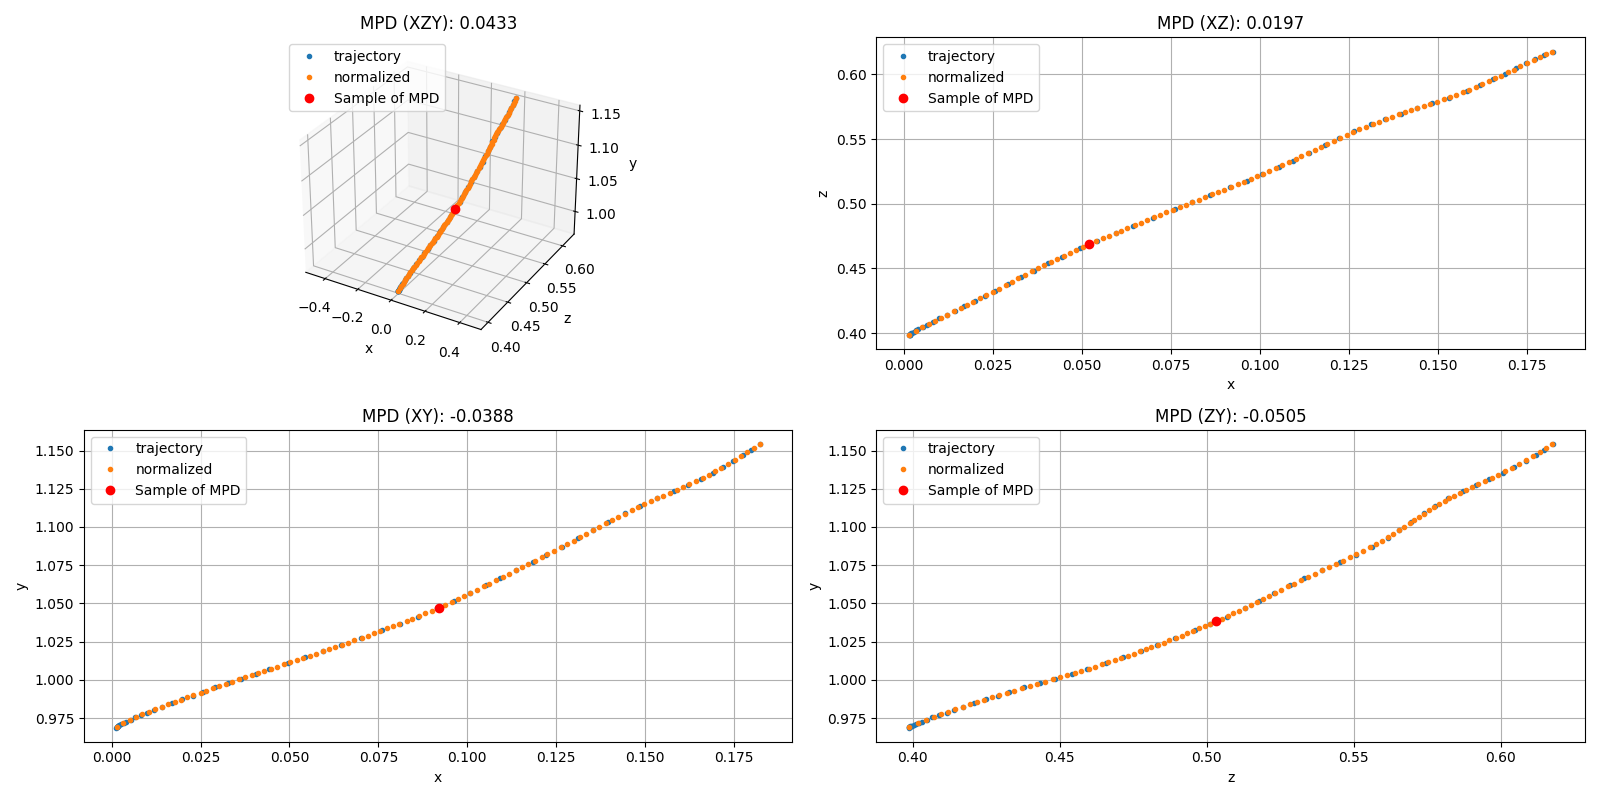 MPD (XZY): 0.0433
trajectory
normalized
Sample of MPD
1.15
1.10
1.05
1.00
y
−0.4
−0.2
0.0
0.2
0.4
x
0.40
0.45
0.50
0.55
0.60
z
MPD (XZ): 0.0197
trajectory
normalized
Sample of MPD
0.60
0.55
0.50
0.45
0.40
z
0.000 0.025 0.050 0.075 0.100 0.125 0.150 0.175
x
MPD (XY): -0.0388
trajectory
normalized
Sample of MPD
1.150
1.125
1.100
1.075
1.050
1.025
1.000
0.975
y
0.000 0.025 0.050 0.075 0.100 0.125 0.150 0.175
x
MPD (ZY): -0.0505
trajectory
normalized
Sample of MPD
1.150
1.125
1.100
1.075
1.050
1.025
1.000
0.975
y
0.40 0.45 0.50 0.55 0.60
z